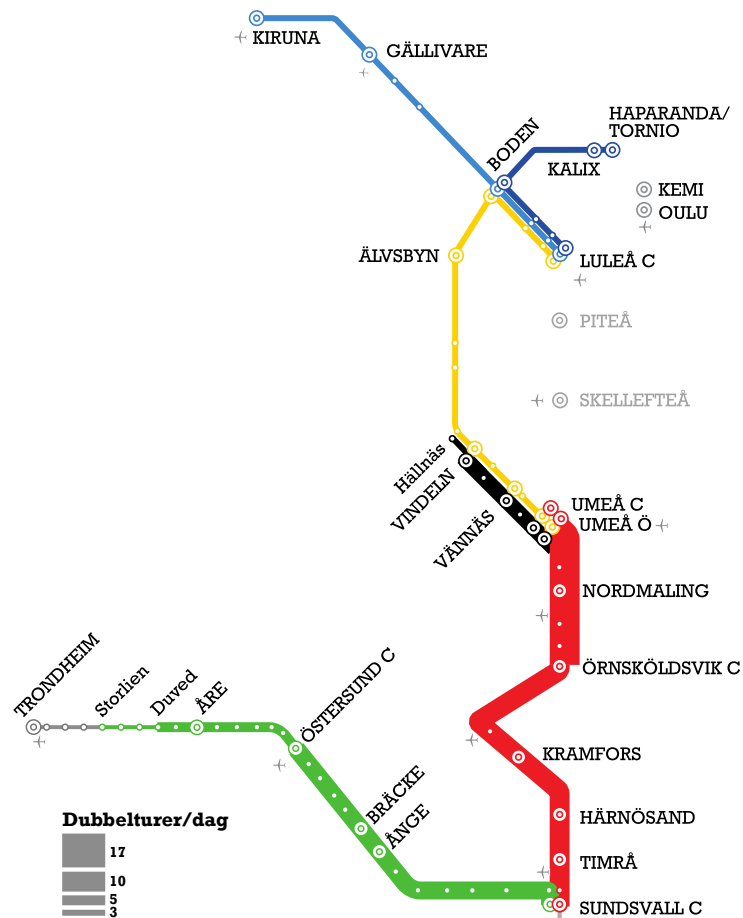 KIRUNA
GÄLLIVARE
BODEN
HAPARANDA/
TORNIO
KALIX
KEMI
OULU
ÄLVSBYN
LULEÅ C
PITEÅ
SKELLEFTEÅ
Hällnäs
VINDELN
VÄNNÄS
UMEÅ C
UMEÅ Ö
NORDMALING
ÖRNSKÖLDSVIK C
TRONDHEIM
Storlien
Duved
ÅRE
ÖSTERSUND C
KRAMFORS
BRÄCKE
ÅNGE
HÄRNÖSAND
TIMRÅ
SUNDSVALL C
Dubbelturer/dag
17
10
5
3